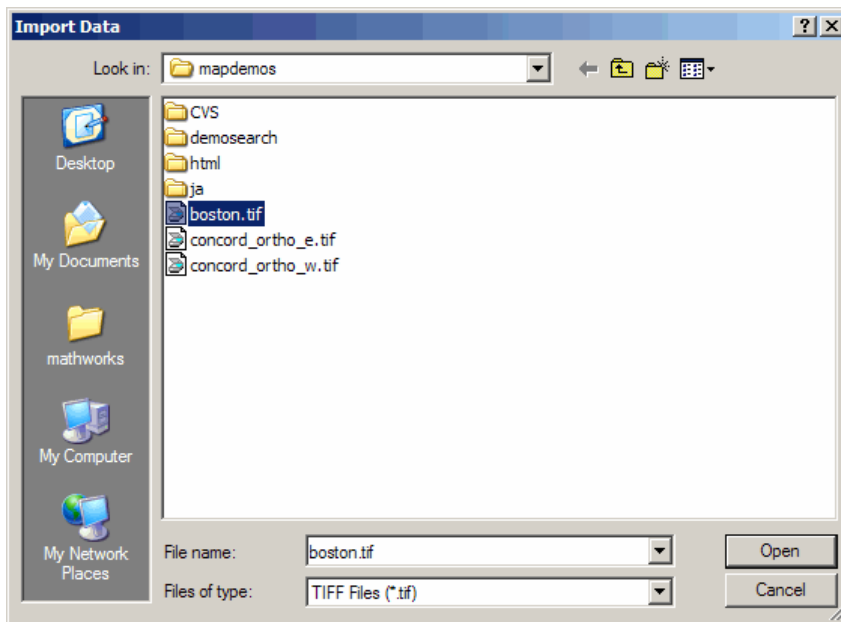 Import Data
Look in: mapdemos
Desktop
My Documents
mathworks
My Computer
My Network
Places
CVS
demosearch
html
ja
boston.tif
concord_ortho_e.tif
concord_ortho_w.tif
File name: boston.tif Open
Files of type: TIFF Files (*.tif) Cancel